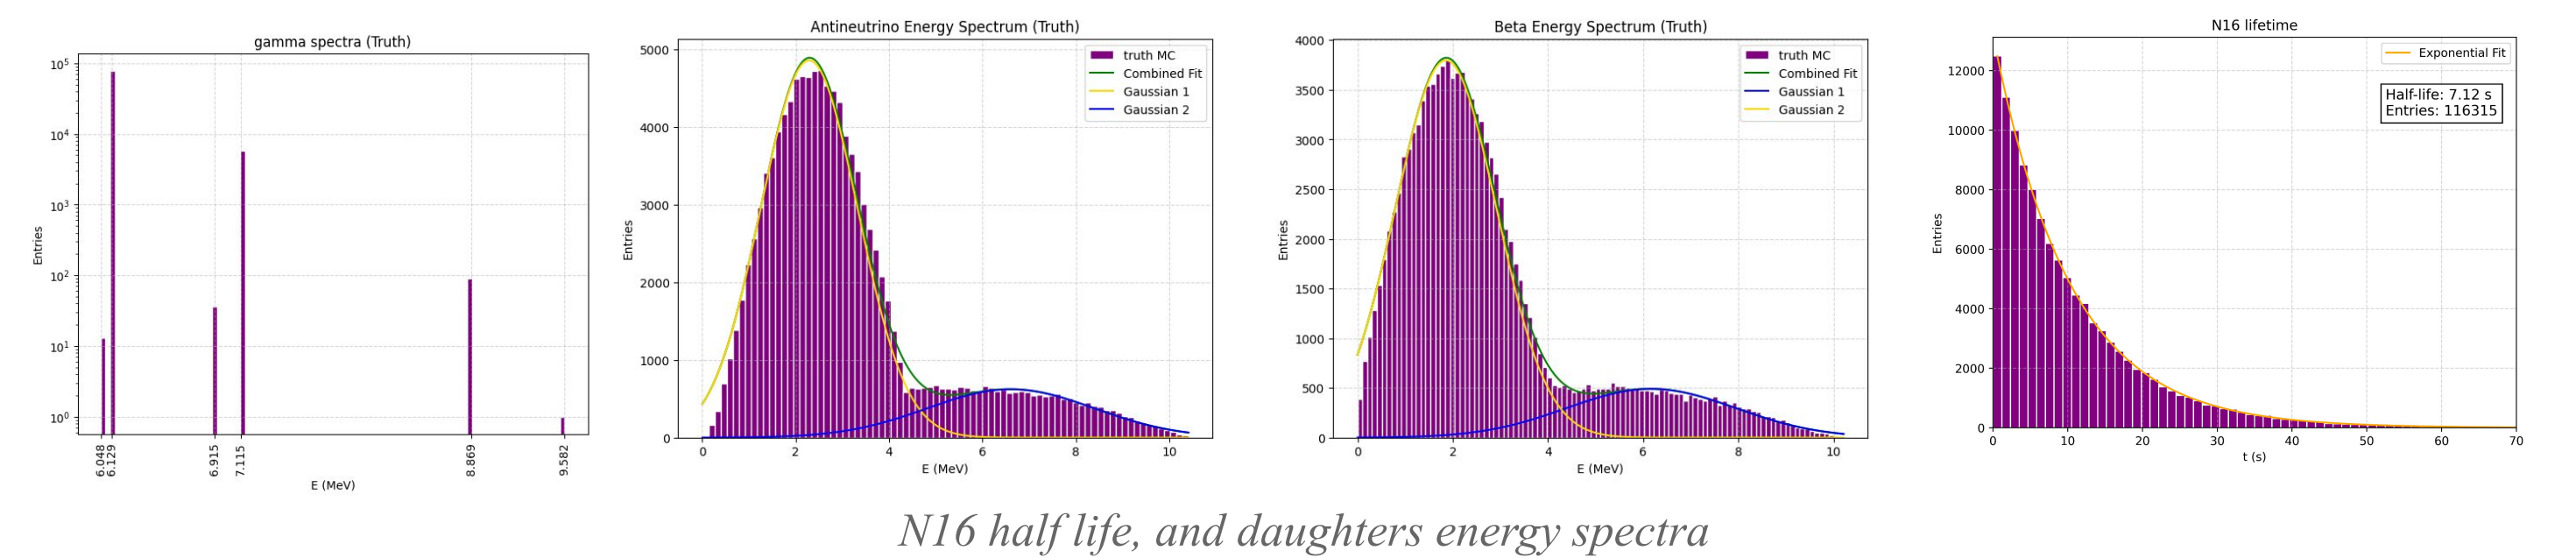 gamma spectra (Truth)
10^5
10^4
10^3
10^2
10^1
10^0
Entries
6.048
6.129
6.915
7.115
8.869
9.582
E (MeV)
Antineutrino Energy Spectrum (Truth)
5000
4000
3000
2000
1000
0
Entries
truth MC
Combined Fit
Gaussian 1
Gaussian 2
0 2 4 6 8 10
E (MeV)
Beta Energy Spectrum (Truth)
4000
3500
3000
2500
2000
1500
1000
500
0
Entries
truth MC
Combined Fit
Gaussian 1
Gaussian 2
0 2 4 6 8 10
E (MeV)
N16 lifetime
12000
10000
8000
6000
4000
2000
0
Entries
Exponential Fit
Half-life: 7.12 s
Entries: 116315
0 10 20 30 40 50 60 70
t (s)
N16 half life, and daughters energy spectra